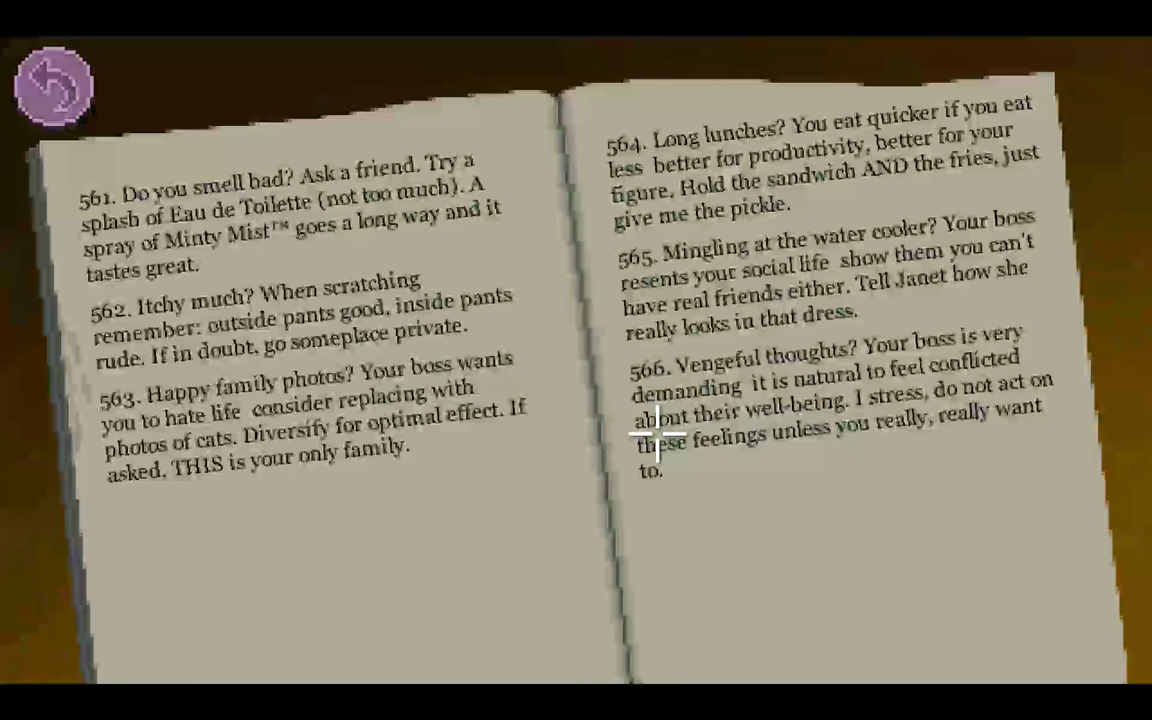 561. Do you smell bad? Ask a friend. Try a
splash of Eau de Toilette (not too much). A
spray of Minty Mist™ goes a long way and it
tastes great.
562. Itchy much? When scratching
remember: outside pants good, inside pants
rude. If in doubt, go someplace private.
563. Happy family photos? Your boss wants
you to hate life consider replacing with
photos of cats. Diversify for optimal effect. If
asked, THIS is your only family.
564. Long lunches? You eat quicker if you eat
less better for productivity, better for your
figure. Hold the sandwich AND the fries, just
give me the pickle.
565. Mingling at the water cooler? Your boss
resents your social life show them you can't
have real friends either. Tell Janet how she
really looks in that dress.
566. Vengeful thoughts? Your boss is very
demanding it is natural to feel conflicted
about their well-being. I stress, do not act on
these feelings unless you really, really want
to.